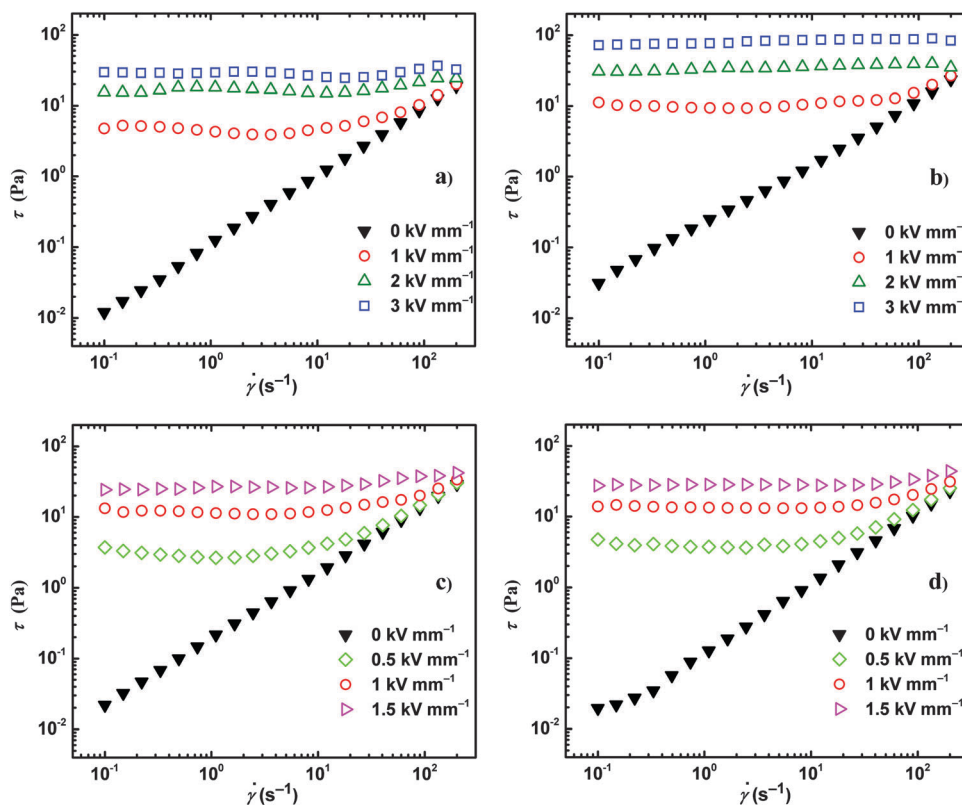 10²
10¹
10⁰
10⁻¹
10⁻²
τ (Pa)
a)
0 kV mm⁻¹
1 kV mm⁻¹
2 kV mm⁻¹
3 kV mm⁻¹
10⁻¹ 10⁰ 10¹ 10²
γ̇ (s⁻¹)
10²
10¹
10⁰
10⁻¹
10⁻²
τ (Pa)
b)
0 kV mm⁻
1 kV mm⁻
2 kV mm⁻
3 kV mm⁻
10⁻¹ 10⁰ 10¹ 10²
γ̇ (s⁻¹)
10²
10¹
10⁰
10⁻¹
10⁻²
τ (Pa)
c)
0 kV mm⁻¹
0.5 kV mm⁻¹
1 kV mm⁻¹
1.5 kV mm⁻¹
10⁻¹ 10⁰ 10¹ 10²
γ̇ (s⁻¹)
10²
10¹
10⁰
10⁻¹
10⁻²
τ (Pa)
d)
0 kV mm⁻¹
0.5 kV mm⁻¹
1 kV mm⁻¹
1.5 kV mm⁻¹
10⁻¹ 10⁰ 10¹ 10²
γ̇ (s⁻¹)